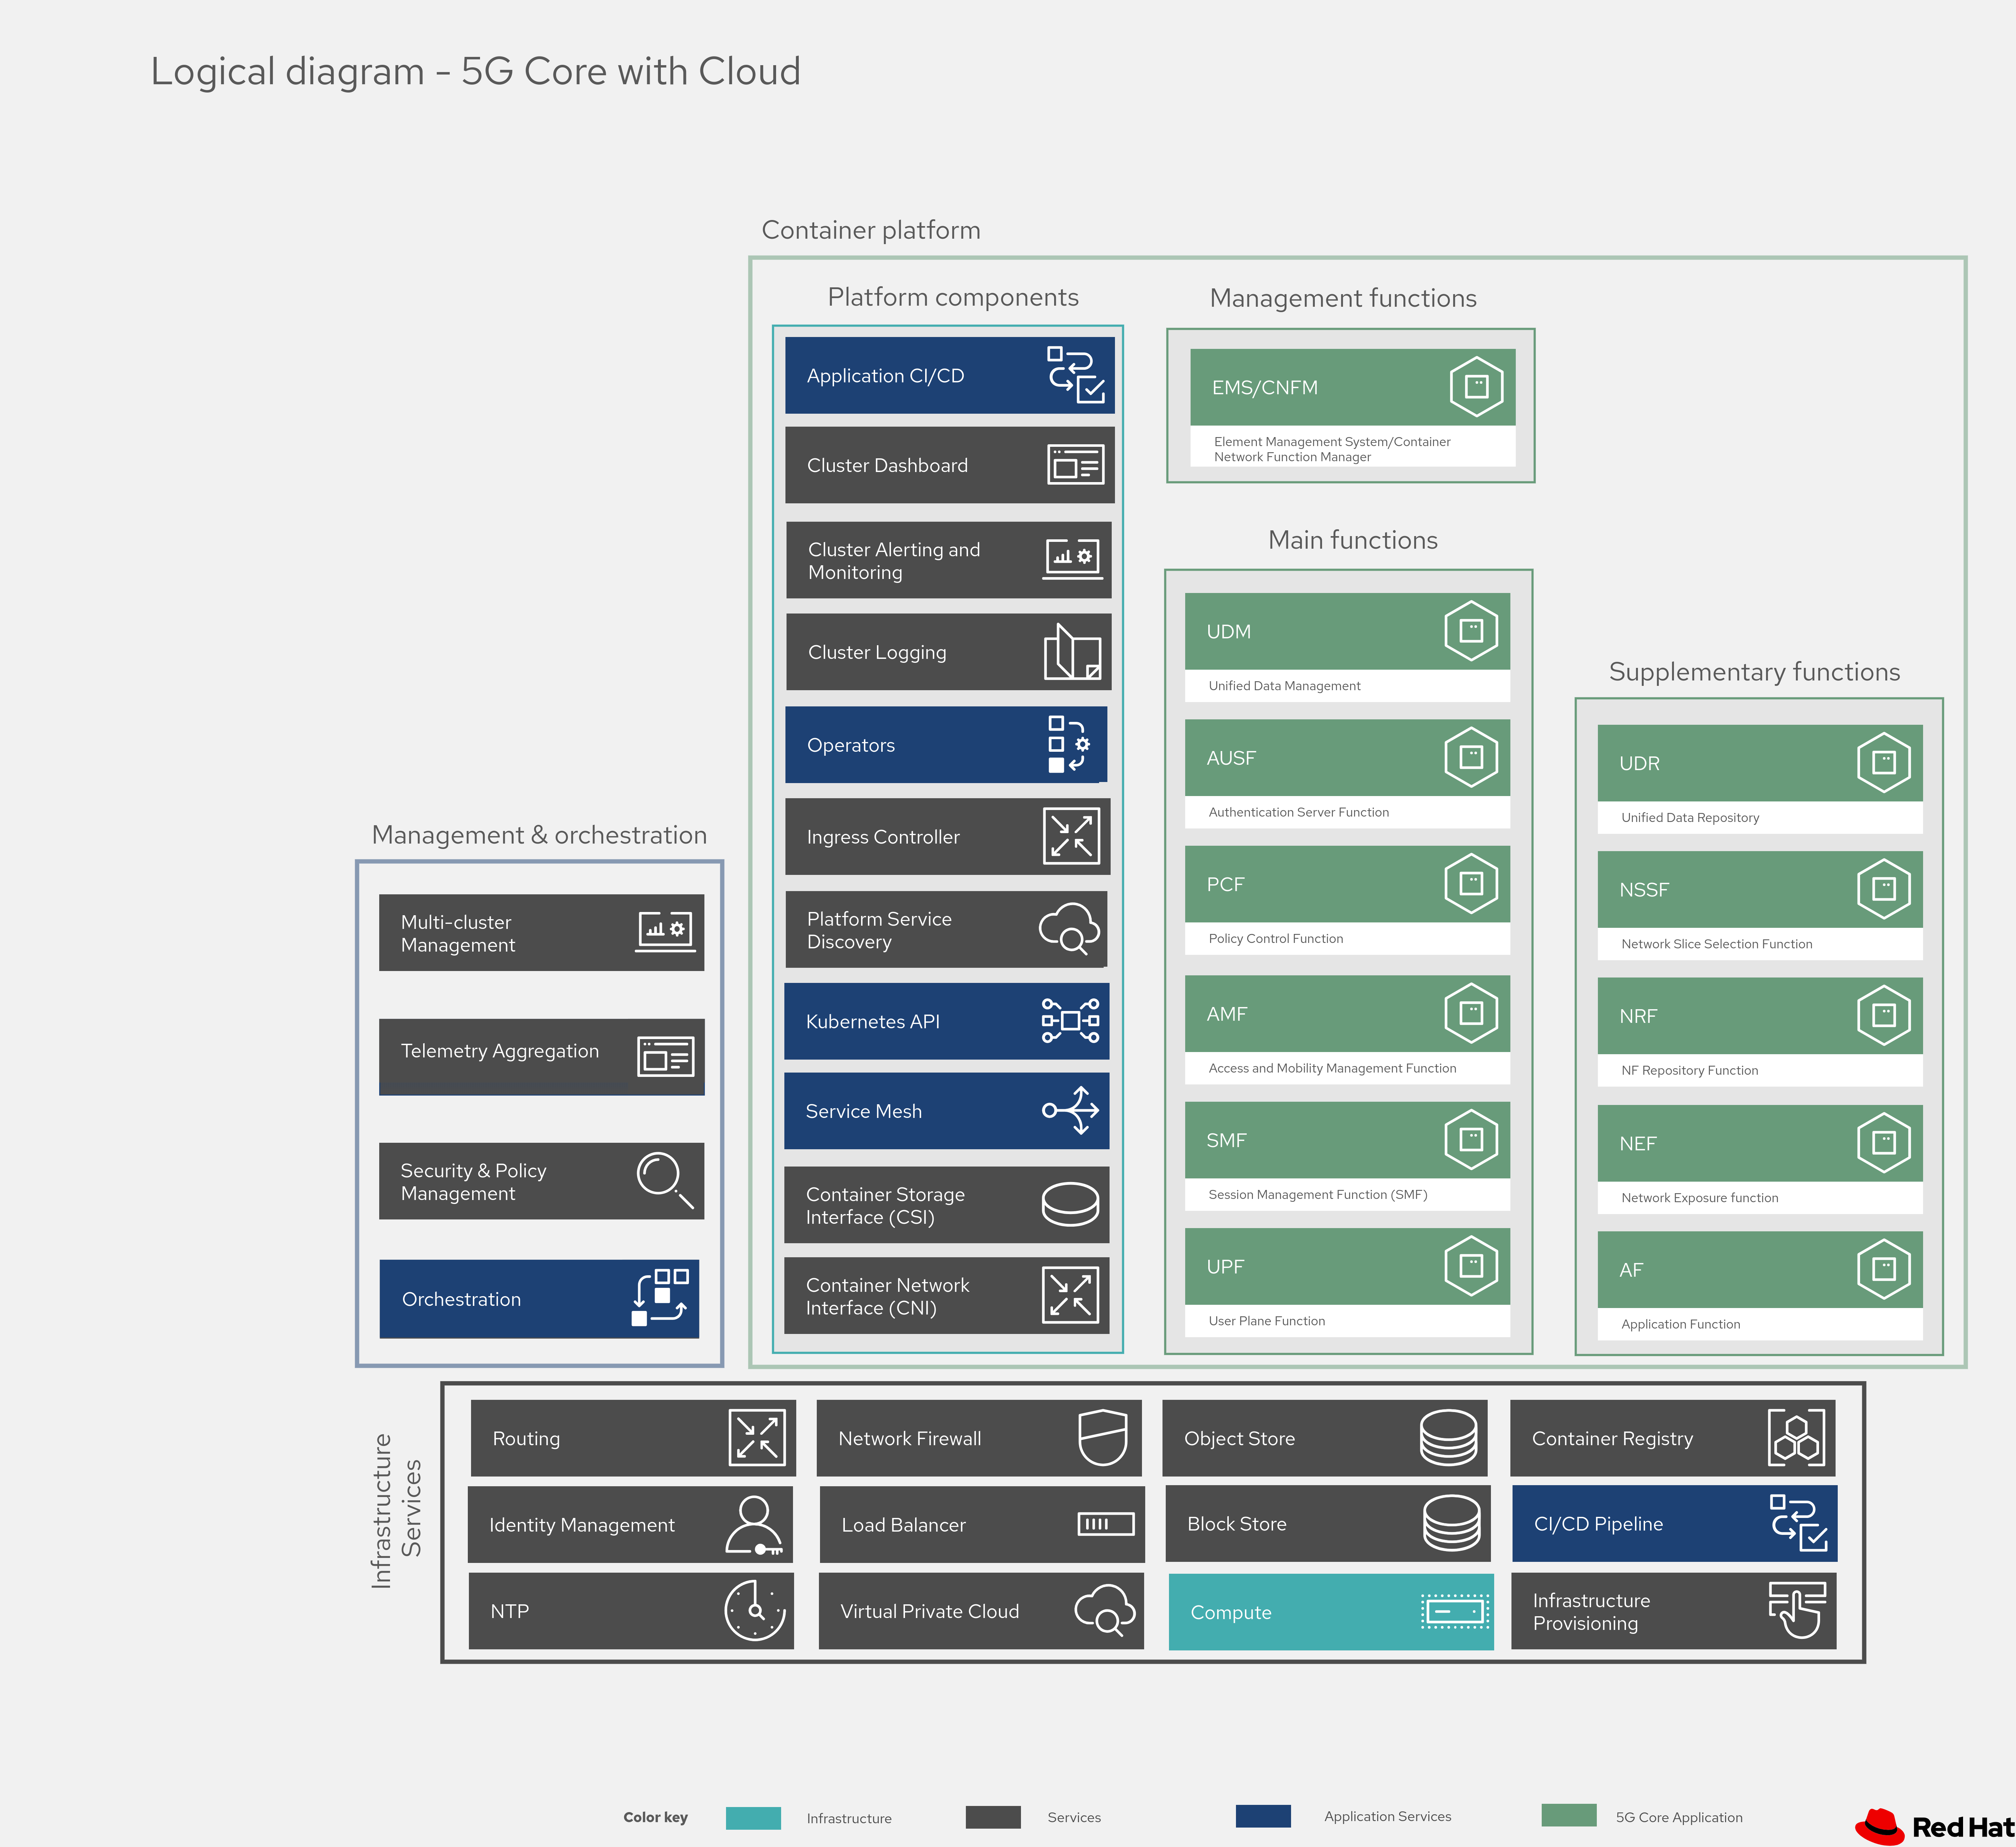 Logical diagram - 5G Core with Cloud
Container platform
Platform components
Application CI/CD
Cluster Dashboard
Cluster Alerting and
Monitoring
Cluster Logging
Operators
Ingress Controller
Platform Service
Discovery
Kubernetes API
Service Mesh
Container Storage
Interface (CSI)
Container Network
Interface (CNI)
Management functions
EMS/CNFM
Element Management System/Container
Network Function Manager
Main functions
UDM
Unified Data Management
AUSF
Authentication Server Function
PCF
Policy Control Function
AMF
Access and Mobility Management Function
SMF
Session Management Function (SMF)
UPF
User Plane Function
Supplementary functions
UDR
Unified Data Repository
NSSF
Network Slice Selection Function
NRF
NF Repository Function
NEF
Network Exposure function
AF
Application Function
Management & orchestration
Multi-cluster
Management
Telemetry Aggregation
Security & Policy
Management
Orchestration
Infrastructure
Services
Routing
Network Firewall
Object Store
Container Registry
Identity Management
Load Balancer
Block Store
CI/CD Pipeline
NTP
Virtual Private Cloud
Compute
Infrastructure
Provisioning
Color key
Infrastructure
Services
Application Services
5G Core Application
Red Hat